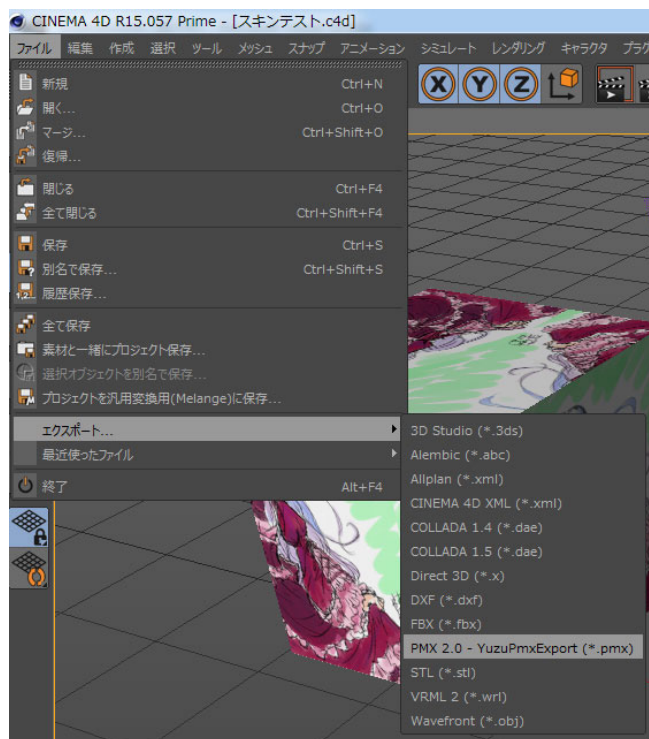 CINEMA 4D R15.057 Prime - [スキンテスト.c4d]
ファイル 編集 作成 選択 ツール メッシュ スナップ アニメーション シミュレート レンダリング キャラクタ
新規 Ctrl+N
開く... Ctrl+O
マージ... Ctrl+Shift+O
復帰...
X Y Z
閉じる Ctrl+F4
全て閉じる Ctrl+Shift+F4
保存 Ctrl+S
別名で保存... Ctrl+Shift+S
履歴保存...
全て保存
素材と一緒にプロジェクト保存...
選択オブジェクトを別名で保存...
プロジェクトを汎用変換用(Melange)に保存...
エクスポート...
最近使ったファイル
終了 Alt+F4
3D Studio (*.3ds)
Alembic (*.abc)
Allplan (*.xml)
CINEMA 4D XML (*.xml)
COLLADA 1.4 (*.dae)
COLLADA 1.5 (*.dae)
Direct 3D (*.x)
DXF (*.dxf)
FBX (*.fbx)
PMX 2.0 - YuzuPmxExport (*.pmx)
STL (*.stl)
VRML 2 (*.wrl)
Wavefront (*.obj)